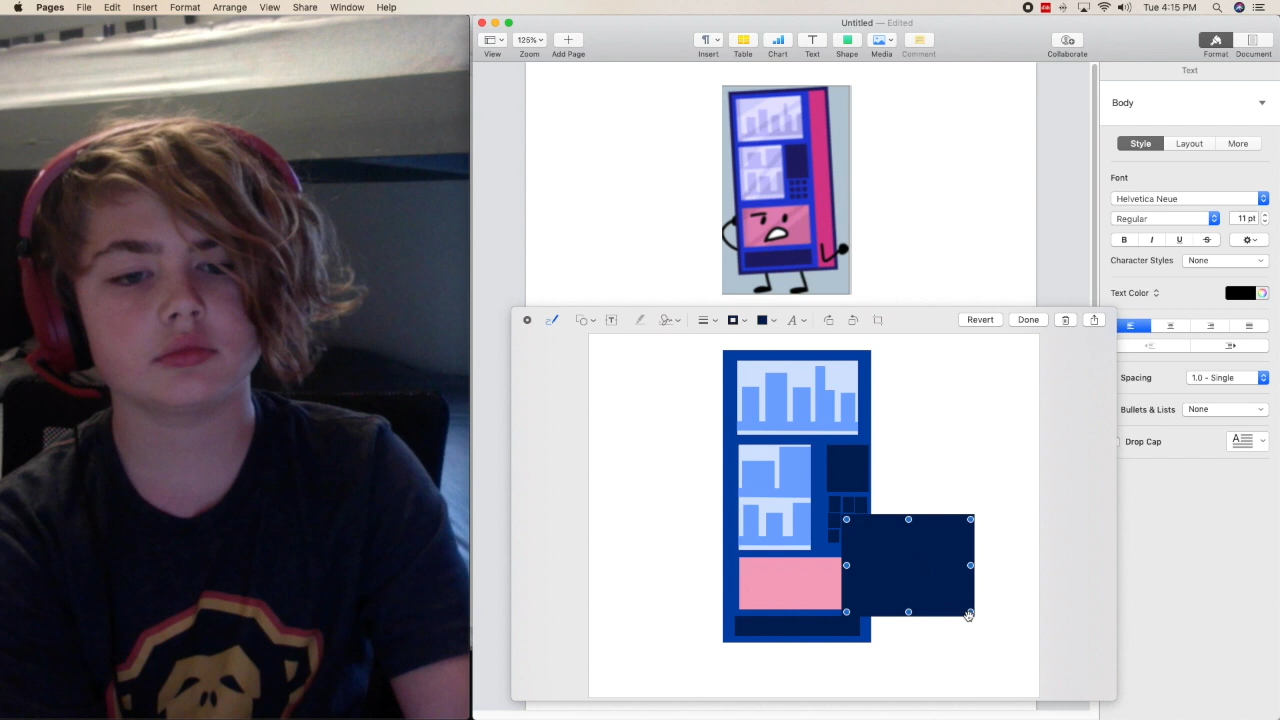 Pages File Edit Insert Format Arrange View Share Window Help
Tue 4:15 PM
Untitled — Edited
125%
View Zoom Add Page Insert Table Chart Text Shape Media Comment Collaborate Format Document
Text
Body
Style Layout More
Font
Helvetica Neue
Regular 11 pt
B I U S
Character Styles None
Text Color
Revert Done
Spacing 1.0 - Single
Bullets & Lists None
Drop Cap